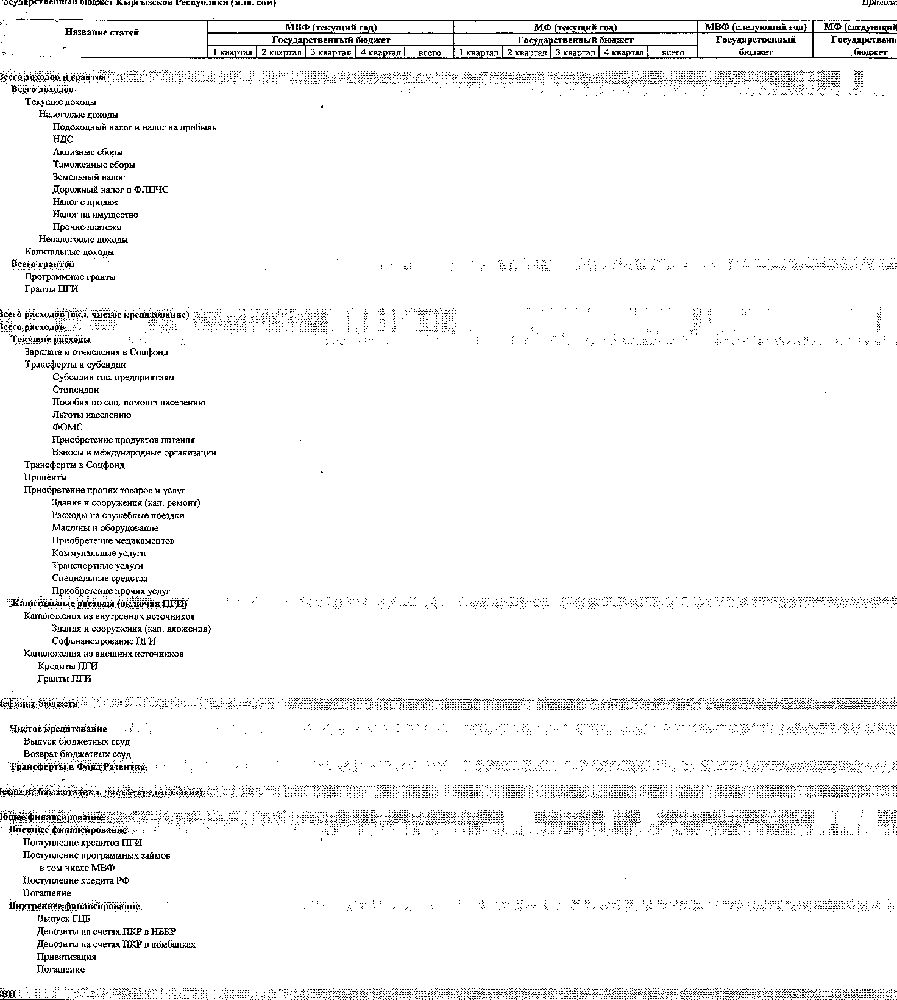 Государственный бюджет Кыргызской Республики (млн. сом)
Прилож
Название статей
МВФ (текущий год) МФ (текущий год) МВФ (следующий год) МФ (следующий
Государственный бюджет Государственный бюджет Государственный Государственн
1 квартал 2 квартал 3 квартал 4 квартал всего 1 квартал 2 квартал 3 квартал 4 квартал всего бюджет бюджет
Всего доходов и грантов
Всего доходов
Текущие доходы
Налоговые доходы
Подоходный налог и налог на прибыль
НДС
Акцизные сборы
Таможенные сборы
Земельный налог
Дорожный налог и ФЛПЧС
Налог с продаж
Налог на имущество
Прочие платежи
Неналоговые доходы
Капитальные доходы
Всего грантов
Программные гранты
Гранты ПГИ
Всего расходов (вкл. чистое кредитование)
Всего расходов
Текущие расходы
Зарплата и отчисления в Соцфонд
Трансферты и субсидии
Субсидии гос. предприятиям
Стипендии
Пособия по соц. помощи населению
Льготы населению
ФОМС
Приобретение продуктов питания
Взносы в международные организации
Трансферты в Соцфонд
Проценты
Приобретение прочих товаров и услуг
Здания и сооружения (кап. ремонт)
Расходы на служебные поездки
Машины и оборудование
Приобретение медикаментов
Коммунальные услуги
Транспортные услуги
Специальные средства
Приобретение прочих услуг
Капитальные расходы (включая ПГИ)
Капвложения из внутренних источников
Здания и сооружения (кап. вложения)
Софинансирование ПГИ
Капвложения из внешних источников
Кредиты ПГИ
Гранты ПГИ
Дефицит бюджета
Чистое кредитование
Выпуск бюджетных ссуд
Возврат бюджетных ссуд
Трансферты в Фонд Развития
Дефицит бюджета (вкл. чистое кредитование)
Общее финансирование
Внешнее финансирование
Поступление кредитов ПГИ
Поступление программных займов
в том числе МВФ
Поступление кредита РФ
Погашение
Внутреннее финансирование
Выпуск ГЦБ
Депозиты на счетах ПКР в НБКР
Депозиты на счетах ПКР в комбанках
Приватизация
Погашение
ВВП